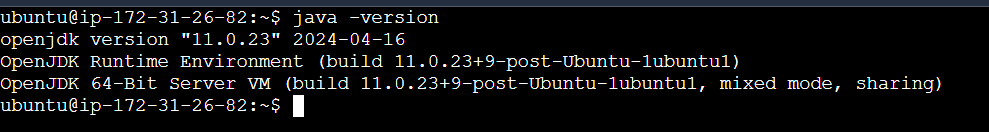 ubuntu@ip-172-31-26-82:~$ java -version
openjdk version "11.0.23" 2024-04-16
OpenJDK Runtime Environment (build 11.0.23+9-post-Ubuntu-1ubuntu1)
OpenJDK 64-Bit Server VM (build 11.0.23+9-post-Ubuntu-1ubuntu1, mixed mode, sharing)
ubuntu@ip-172-31-26-82:~$